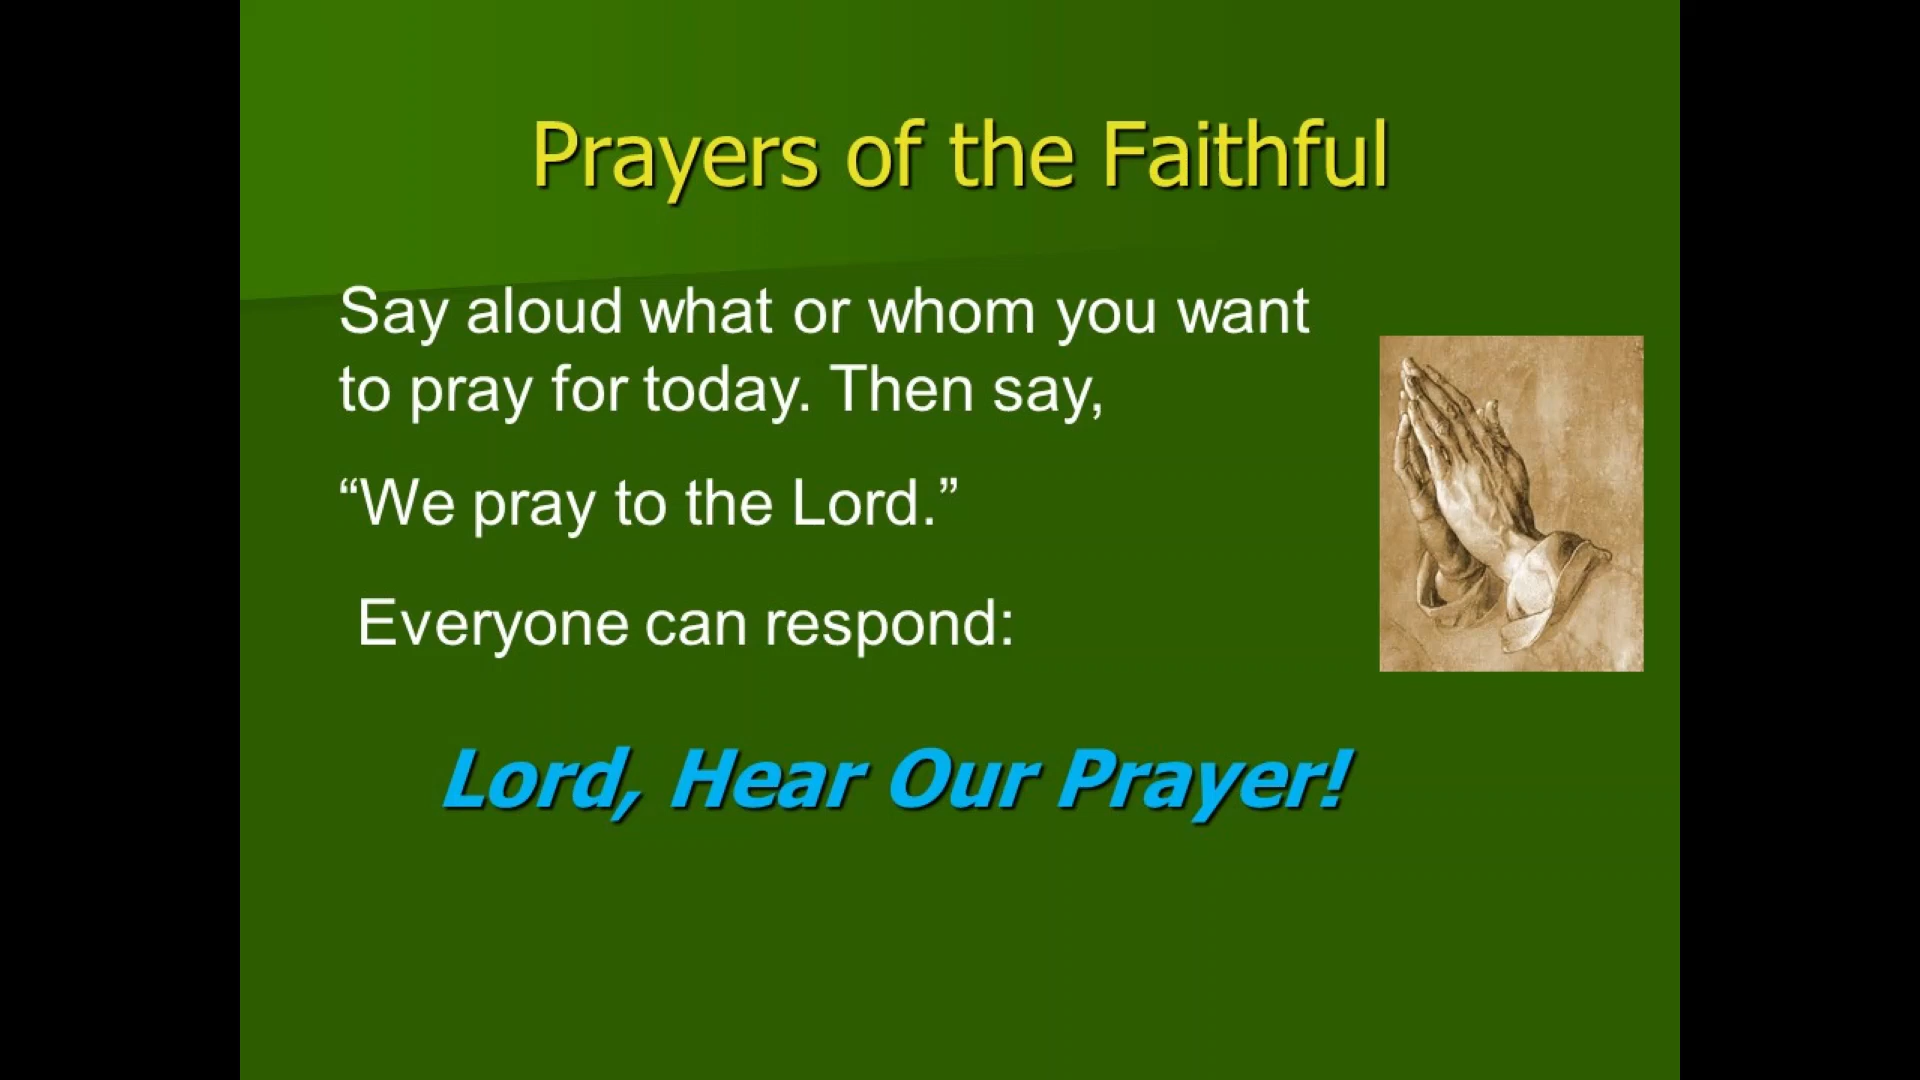 Prayers of the Faithful
Say aloud what or whom you want
to pray for today. Then say,
“We pray to the Lord.”
Everyone can respond:
Lord, Hear Our Prayer!